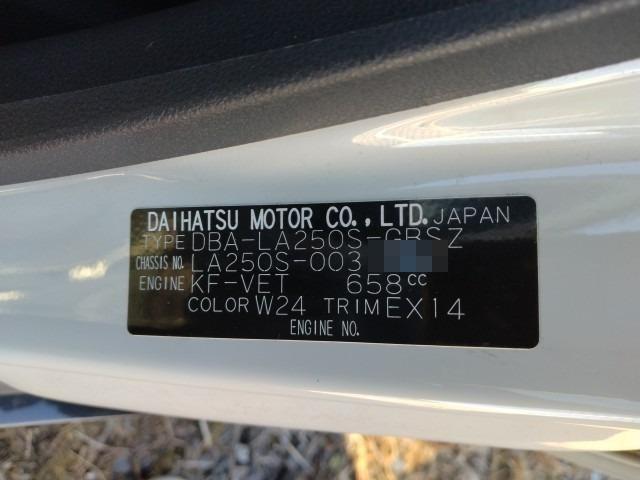 DAIHATSU MOTOR CO., LTD. JAPAN
TYPE DBA-LA250S-GBSZ
CHASSIS NO. LA250S-003
ENGINE KF-VET 658cc
COLOR W24 TRIM EX14
ENGINE NO.